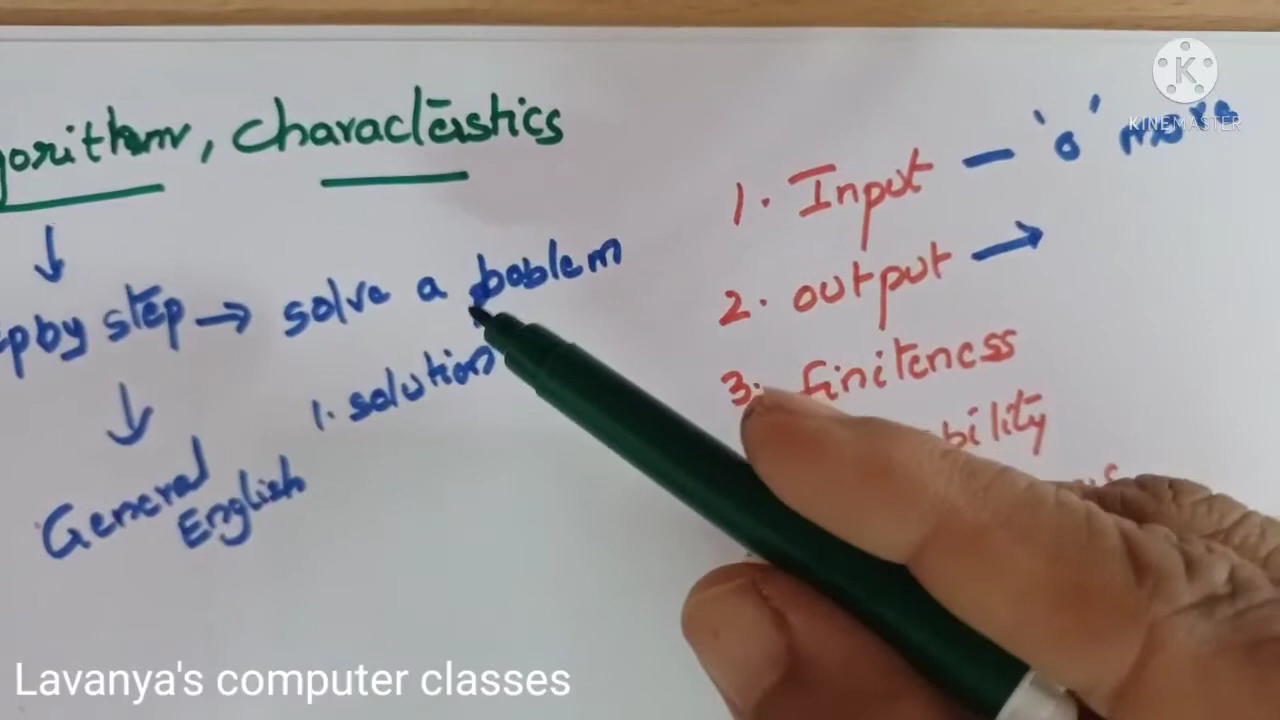 gorithm, characteristics
↓
ep by step → solve a problem
↓
1. solution
General
English
1. Input — 'o' more
2. output →
3. finiteness
bility
KINEMASTER
Lavanya's computer classes